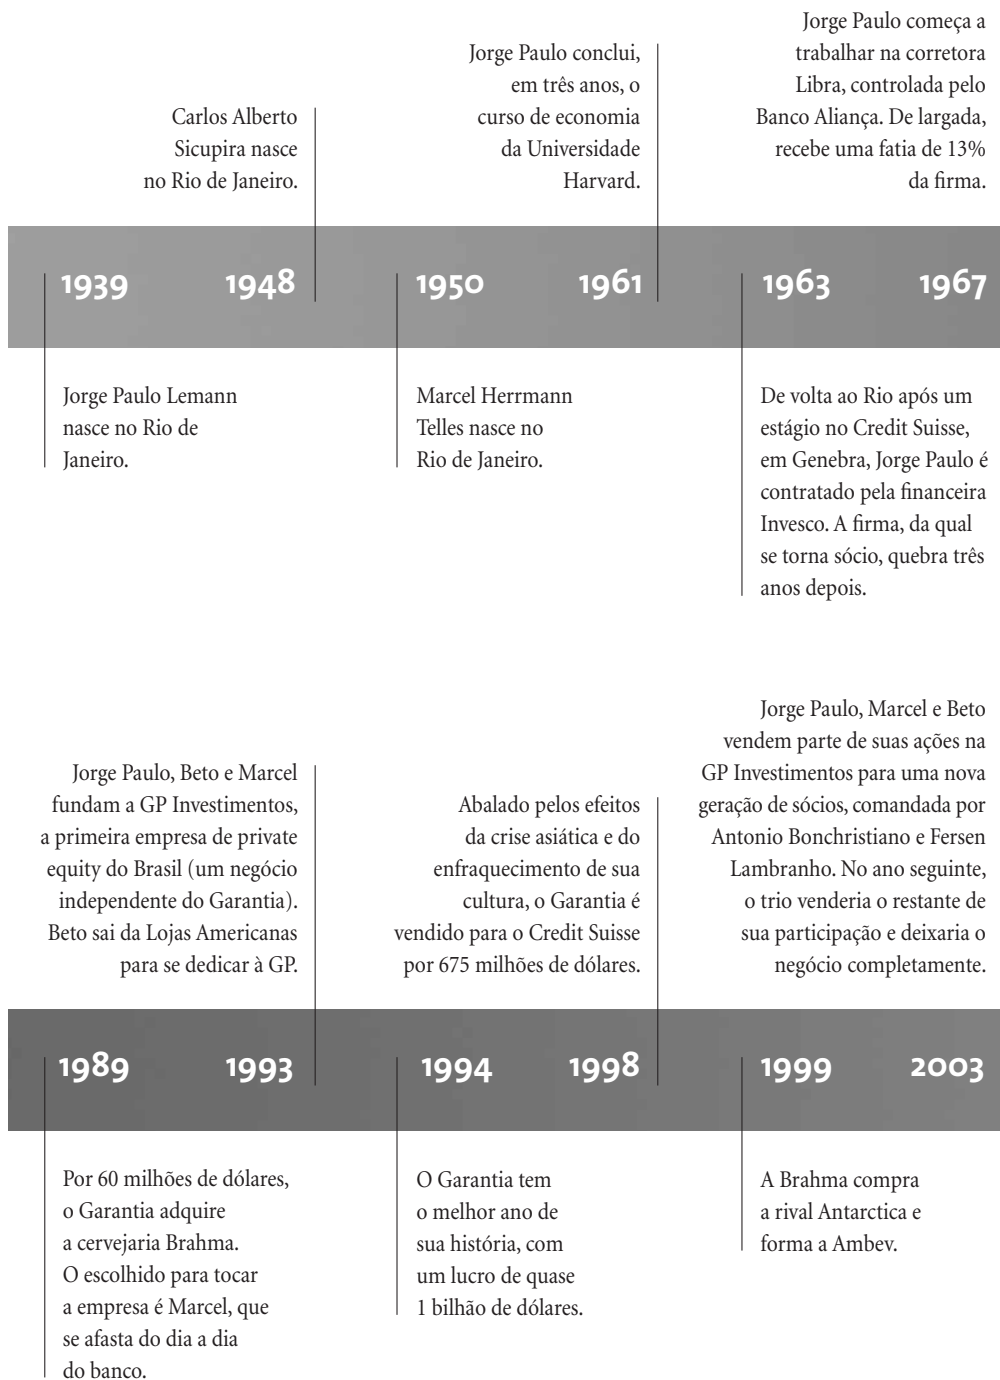 Carlos Alberto
Sicupira nasce
no Rio de Janeiro.
Jorge Paulo conclui,
em três anos, o
curso de economia
da Universidade
Harvard.
Jorge Paulo começa a
trabalhar na corretora
Libra, controlada pelo
Banco Aliança. De largada,
recebe uma fatia de 13%
da firma.
1939 1948 1950 1961 1963 1967
Jorge Paulo Lemann
nasce no Rio de
Janeiro.
Marcel Herrmann
Telles nasce no
Rio de Janeiro.
De volta ao Rio após um
estágio no Credit Suisse,
em Genebra, Jorge Paulo é
contratado pela financeira
Invesco. A firma, da qual
se torna sócio, quebra três
anos depois.
Jorge Paulo, Beto e Marcel
fundam a GP Investimentos,
a primeira empresa de private
equity do Brasil (um negócio
independente do Garantia).
Beto sai da Lojas Americanas
para se dedicar à GP.
Abalado pelos efeitos
da crise asiática e do
enfraquecimento de sua
cultura, o Garantia é
vendido para o Credit Suisse
por 675 milhões de dólares.
Jorge Paulo, Marcel e Beto
vendem parte de suas ações na
GP Investimentos para uma nova
geração de sócios, comandada por
Antonio Bonchristiano e Fersen
Lambranho. No ano seguinte,
o trio venderia o restante de
sua participação e deixaria o
negócio completamente.
1989 1993 1994 1998 1999 2003
Por 60 milhões de dólares,
o Garantia adquire
a cervejaria Brahma.
O escolhido para tocar
a empresa é Marcel, que
se afasta do dia a dia
do banco.
O Garantia tem
o melhor ano de
sua história, com
um lucro de quase
1 bilhão de dólares.
A Brahma compra
a rival Antarctica e
forma a Ambev.